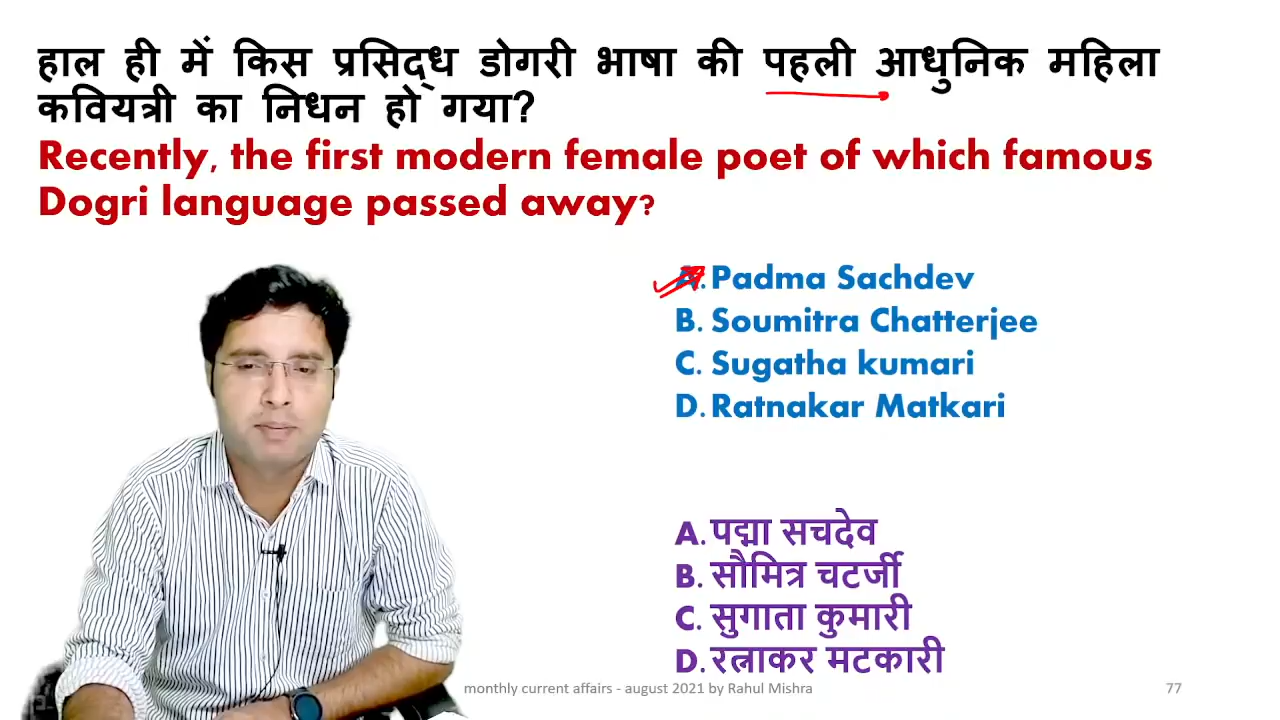 हाल ही में किस प्रसिद्ध डोगरी भाषा की पहली आधुनिक महिला
कवियत्री का निधन हो गया?
Recently, the first modern female poet of which famous
Dogri language passed away?
A. Padma Sachdev
B. Soumitra Chatterjee
C. Sugatha kumari
D. Ratnakar Matkari
A. पद्मा सचदेव
B. सौमित्र चटर्जी
C. सुगाता कुमारी
D. रत्नाकर मटकारी
monthly current affairs - august 2021 by Rahul Mishra
77